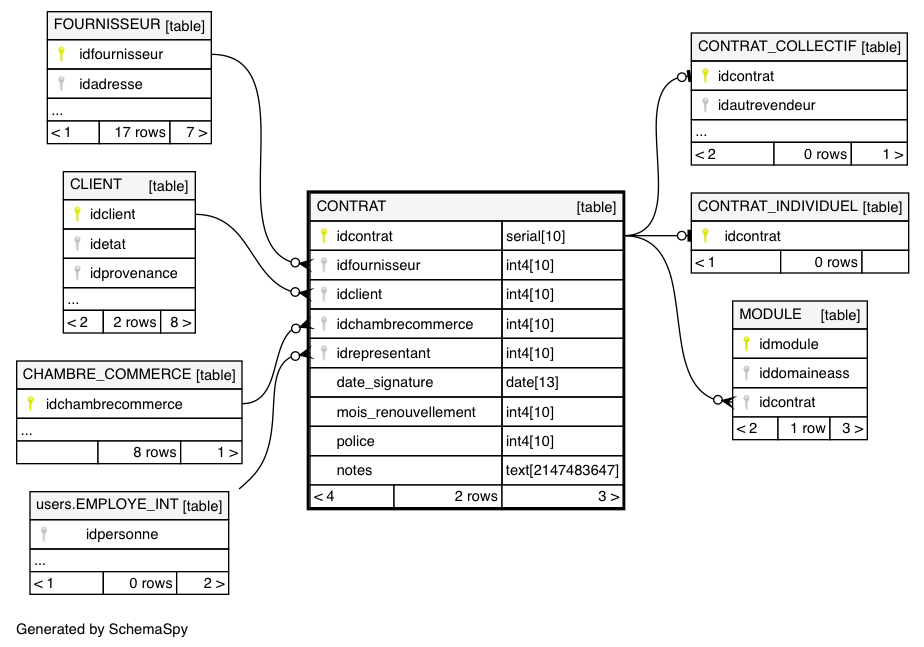 FOURNISSEUR [table]
idfournisseur
idadresse
...
< 1 17 rows 7 >
CLIENT [table]
idclient
idetat
idprovenance
...
< 2 2 rows 8 >
CHAMBRE_COMMERCE [table]
idchambrecommerce
...
8 rows 1 >
users.EMPLOYE_INT [table]
idpersonne
...
< 1 0 rows 2 >
CONTRAT [table]
idcontrat serial[10]
idfournisseur int4[10]
idclient int4[10]
idchambrecommerce int4[10]
idrepresentant int4[10]
date_signature date[13]
mois_renouvellement int4[10]
police int4[10]
notes text[2147483647]
< 4 2 rows 3 >
CONTRAT_COLLECTIF [table]
idcontrat
idautrevendeur
...
< 2 0 rows 1 >
CONTRAT_INDIVIDUEL [table]
idcontrat
< 1 0 rows
MODULE [table]
idmodule
iddomaineass
idcontrat
< 2 1 row 3 >
Generated by SchemaSpy